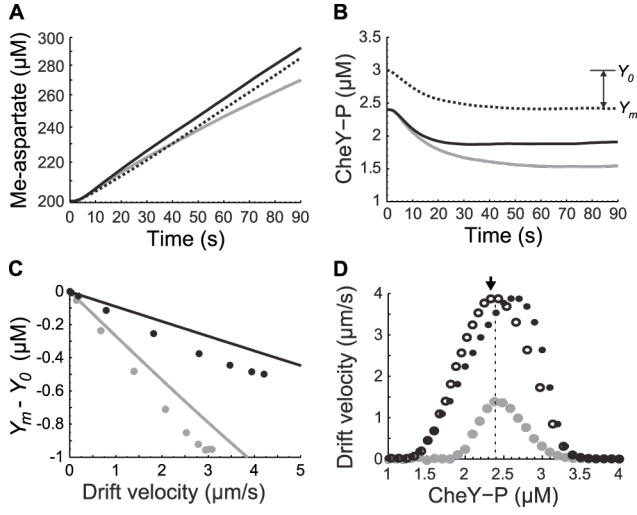 A
Me-aspartate (μM)
300
280
260
240
220
200
0 10 20 30 40 50 60 70 80 90
Time (s)
B
CheY−P (μM)
3.5
3
2.5
2
1.5
1
Y0
Ym
0 10 20 30 40 50 60 70 80 90
Time (s)
C
Ym - Y0 (μM)
0
-0.2
-0.4
-0.6
-0.8
-1
0 1 2 3 4 5
Drift velocity (μm/s)
D
Drift velocity (μm/s)
4
3
2
1
0
1 1.5 2 2.5 3 3.5 4
CheY−P (μM)